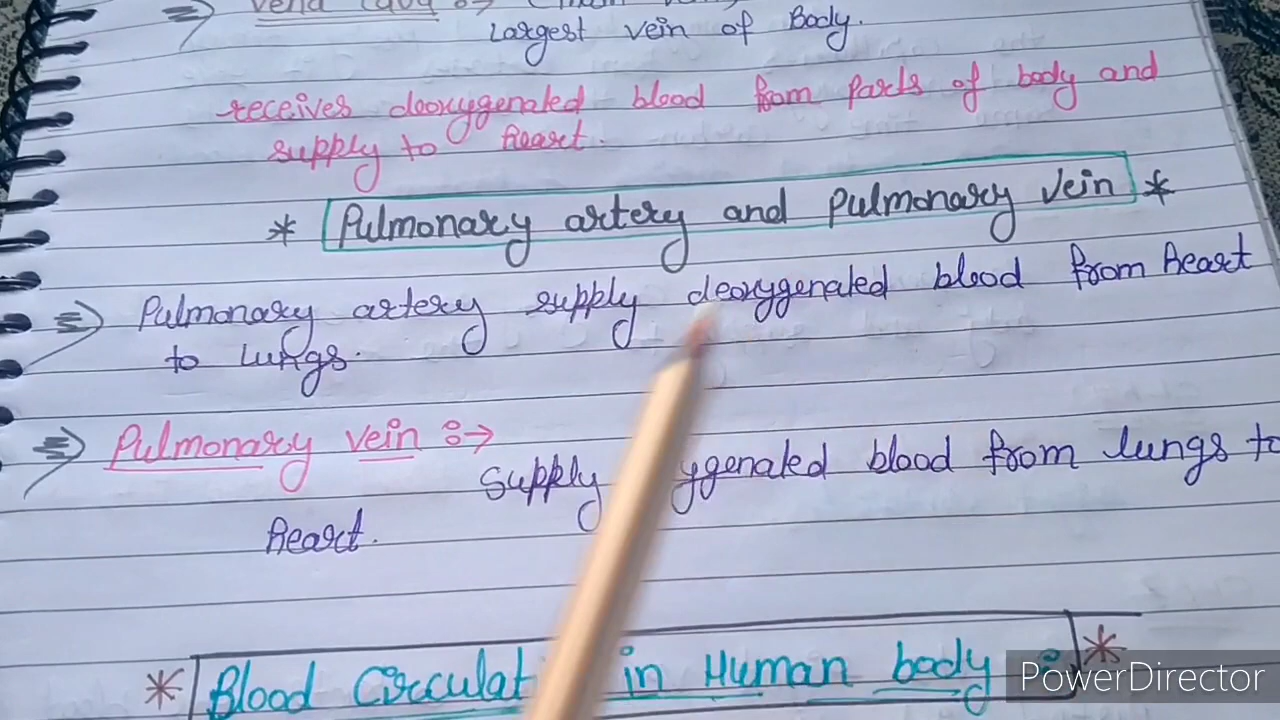 ⇒ Vena Cava :→
Largest vein of Body.
receives deoxygenated blood from parts of body and
supply to heart.
* Pulmonary artery and pulmonary vein *
⇒ Pulmonary artery supply deoxygenated blood from heart
to lungs.
⇒ Pulmonary vein :→
supply ygenated blood from lungs to
heart.
* Blood Circulat in Human body : *
PowerDirector